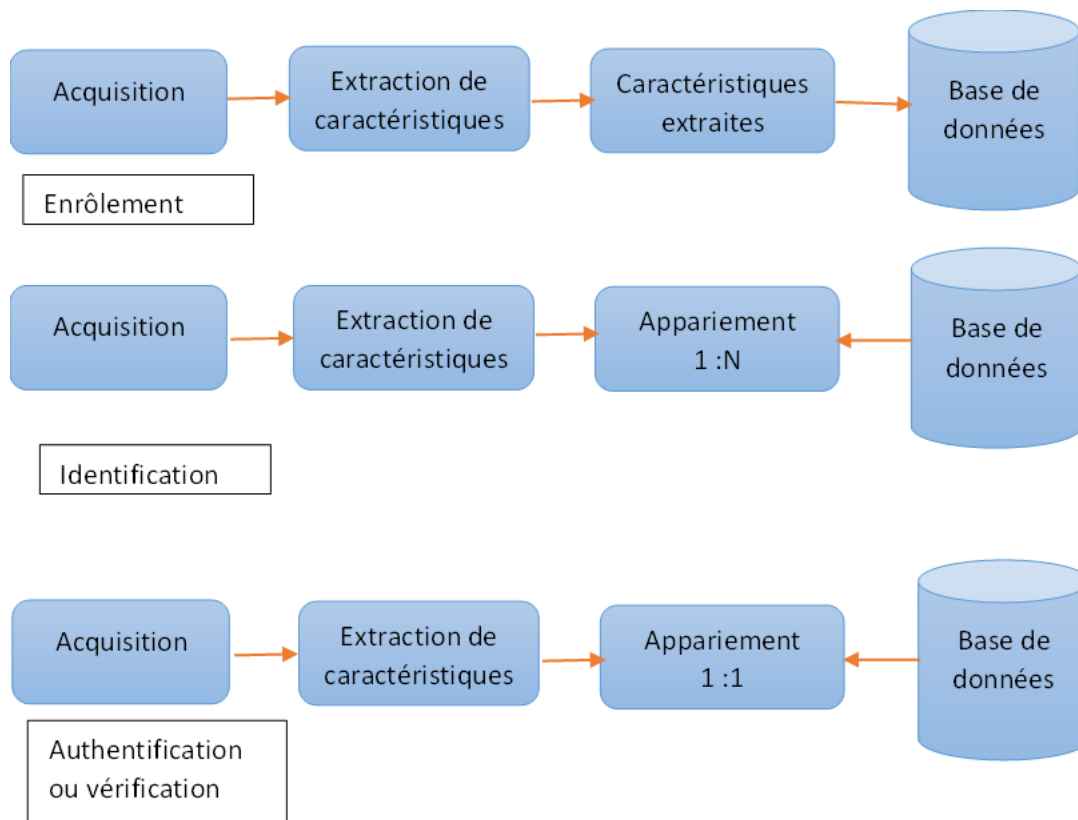 Acquisition
Extraction de
caractéristiques
Caractéristiques
extraites
Base de
données
Enrôlement
Acquisition
Extraction de
caractéristiques
Appariement
1 :N
Base de
données
Identification
Acquisition
Extraction de
caractéristiques
Appariement
1 :1
Base de
données
Authentification
ou vérification